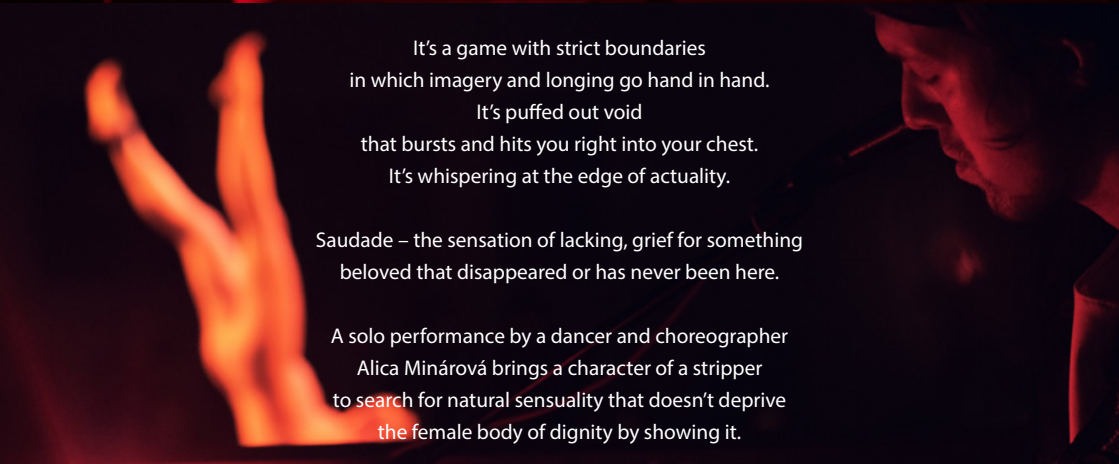 It’s a game with strict boundaries
in which imagery and longing go hand in hand.
It’s puffed out void
that bursts and hits you right into your chest.
It’s whispering at the edge of actuality.
Saudade – the sensation of lacking, grief for something
beloved that disappeared or has never been here.
A solo performance by a dancer and choreographer
Alica Minárová brings a character of a stripper
to search for natural sensuality that doesn’t deprive
the female body of dignity by showing it.